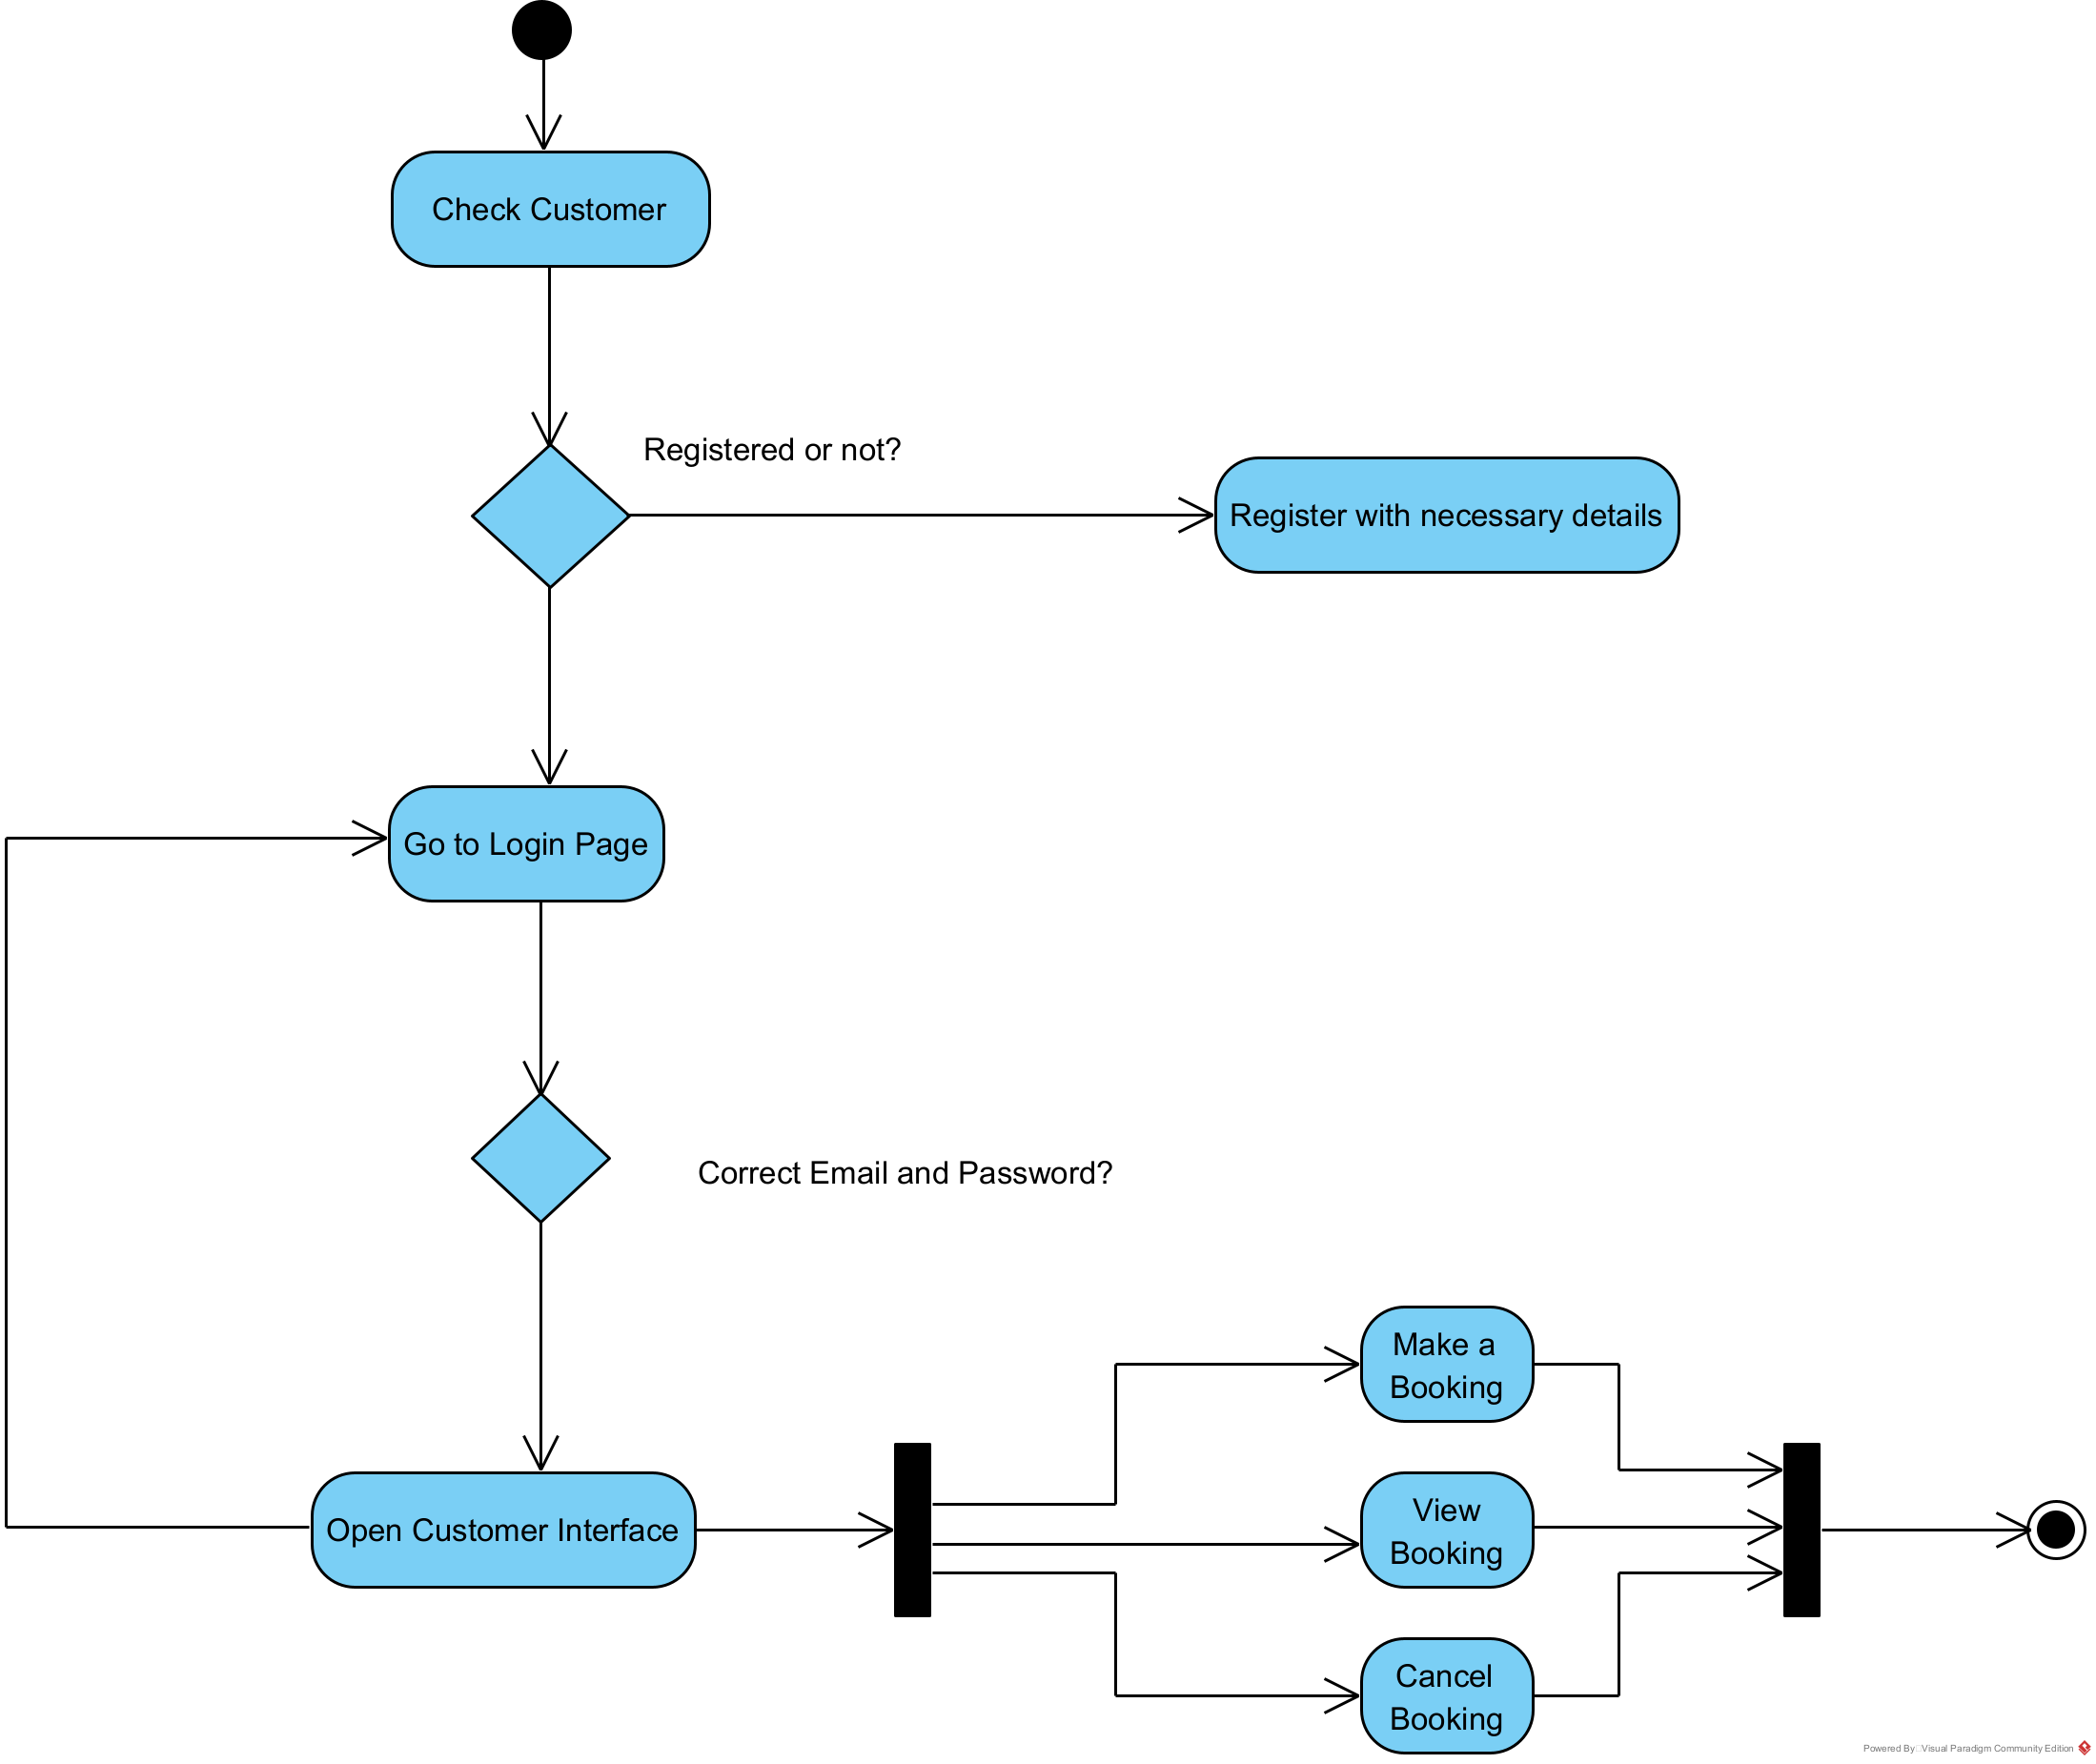 Check Customer
Registered or not?
Register with necessary details
Go to Login Page
Correct Email and Password?
Make a
Booking
Open Customer Interface
View
Booking
Cancel
Booking
Powered By Visual Paradigm Community Edition